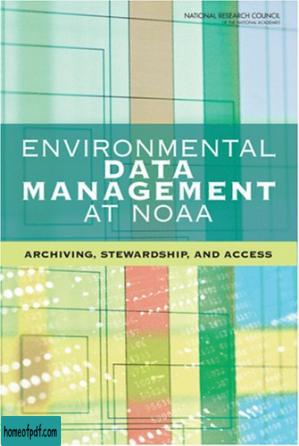 NATIONAL RESEARCH COUNCIL
OF THE NATIONAL ACADEMIES
ENVIRONMENTAL
DATA
MANAGEMENT
AT NOAA
ARCHIVING, STEWARDSHIP, AND ACCESS
homeofpdf.com